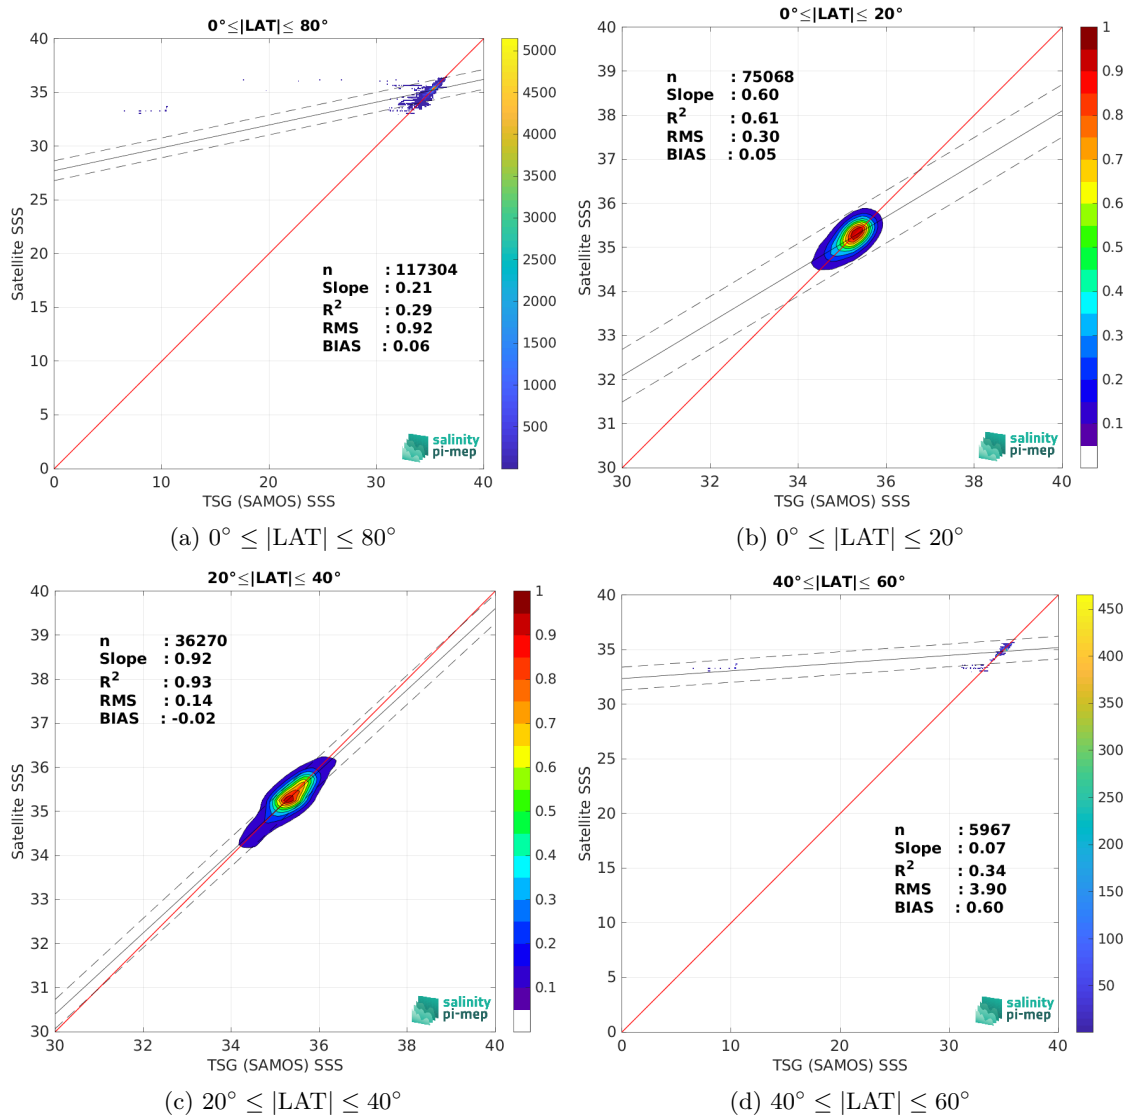 0°≤|LAT|≤ 80°
40
35
30
25
20
15
10
5
0
0
10
20
30
40
Satellite SSS
TSG (SAMOS) SSS
n : 117304
Slope : 0.21
R² : 0.29
RMS : 0.92
BIAS : 0.06
salinity
pi-mep
5000
4500
4000
3500
3000
2500
2000
1500
1000
500
(a) 0° ≤ |LAT| ≤ 80°
0°≤|LAT|≤ 20°
40
39
38
37
36
35
34
33
32
31
30
30
32
34
36
38
40
Satellite SSS
TSG (SAMOS) SSS
n : 75068
Slope : 0.60
R² : 0.61
RMS : 0.30
BIAS : 0.05
salinity
pi-mep
1
0.9
0.8
0.7
0.6
0.5
0.4
0.3
0.2
0.1
(b) 0° ≤ |LAT| ≤ 20°
20°≤|LAT|≤ 40°
40
39
38
37
36
35
34
33
32
31
30
30
32
34
36
38
40
Satellite SSS
TSG (SAMOS) SSS
n : 36270
Slope : 0.92
R² : 0.93
RMS : 0.14
BIAS : -0.02
salinity
pi-mep
1
0.9
0.8
0.7
0.6
0.5
0.4
0.3
0.2
0.1
(c) 20° ≤ |LAT| ≤ 40°
40°≤|LAT|≤ 60°
40
35
30
25
20
15
10
5
0
0
10
20
30
40
Satellite SSS
TSG (SAMOS) SSS
n : 5967
Slope : 0.07
R² : 0.34
RMS : 3.90
BIAS : 0.60
salinity
pi-mep
450
400
350
300
250
200
150
100
50
0
(d) 40° ≤ |LAT| ≤ 60°